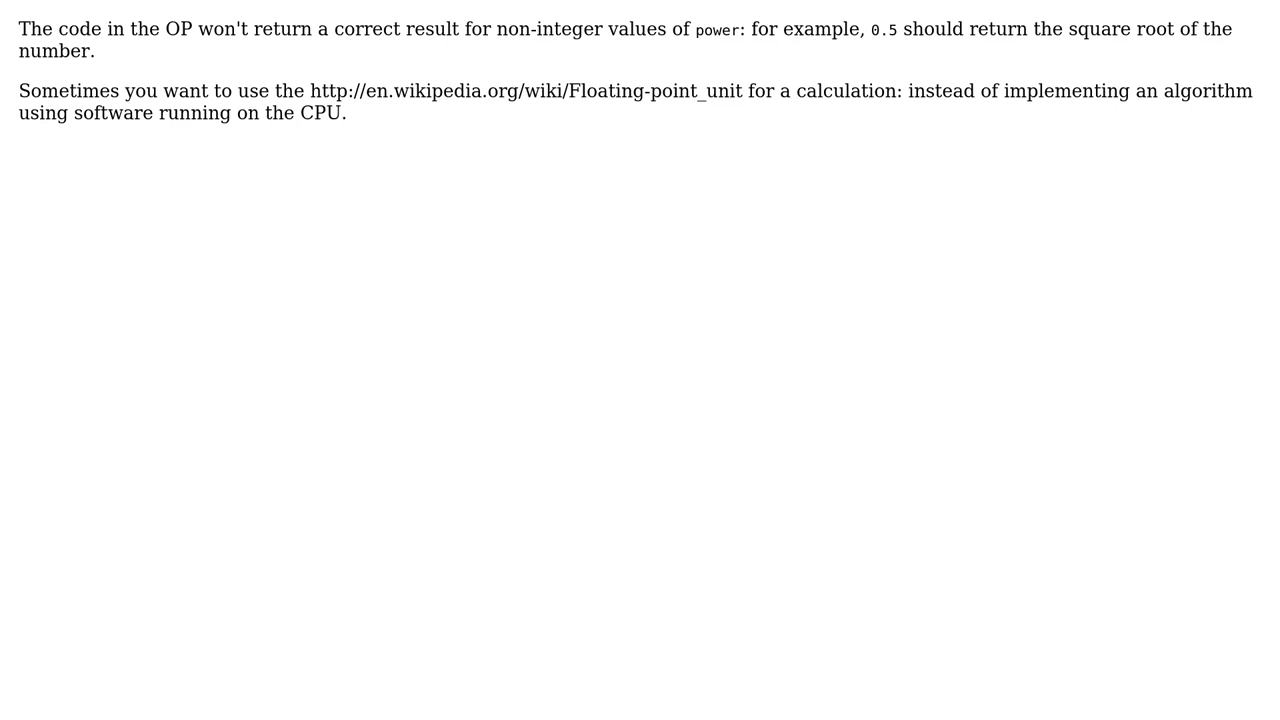 The code in the OP won't return a correct result for non-integer values of power: for example, 0.5 should return the square root of the
number.
Sometimes you want to use the http://en.wikipedia.org/wiki/Floating-point_unit for a calculation: instead of implementing an algorithm
using software running on the CPU.